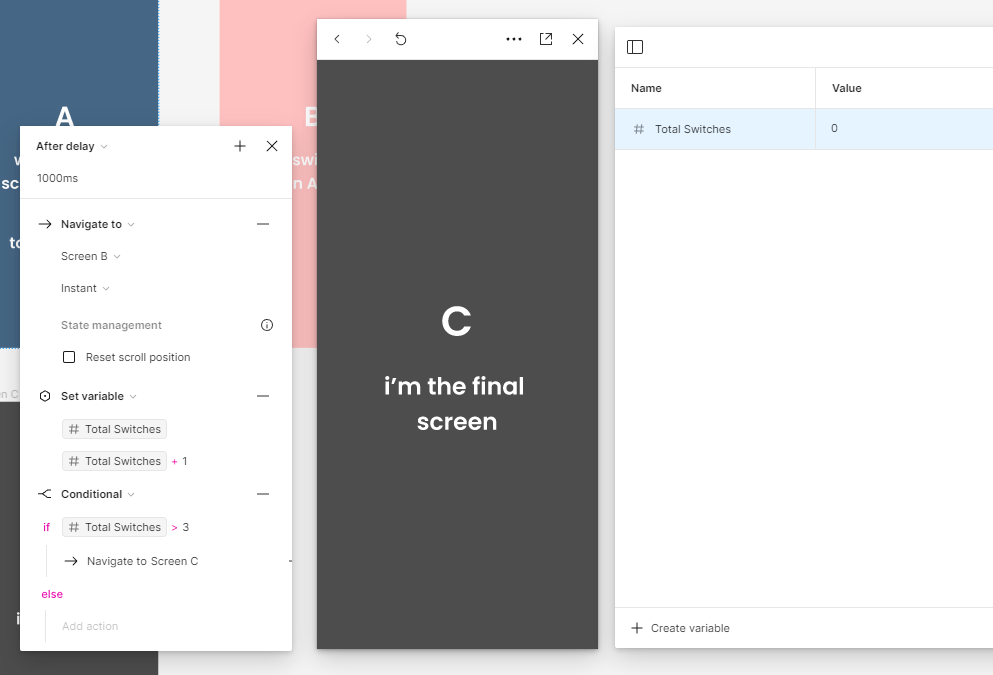 A
B
swi
n A
After delay
1000ms
Navigate to
Screen B
Instant
State management
Reset scroll position
Set variable
# Total Switches
# Total Switches + 1
Conditional
if # Total Switches > 3
Navigate to Screen C
else
Add action
en C
C
i'm the final
screen
Name Value
# Total Switches 0
Create variable